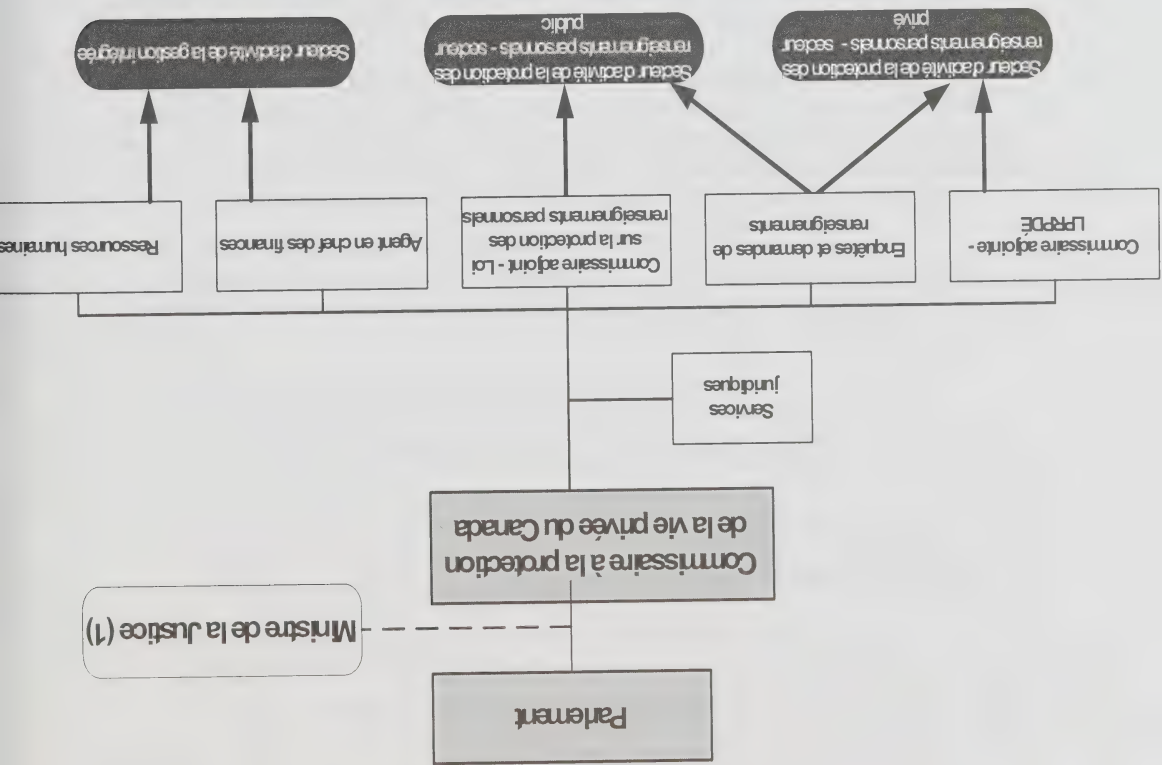 Parlement
Ministre de la Justice (1)
Commissaire à la protection
de la vie privée du Canada
Services
juridiques
Commissaire adjointe -
LPRPDÉ
Enquêtes et demandes de
renseignements
Commissaire adjoint - Loi
sur la protection des
renseignements personnels
Agent en chef des finances
Ressources humaines
Secteur d'activité de la protection des
renseignements personnels - secteur
privé
Secteur d'activité de la protection des
renseignements personnels - secteur
public
Secteur d'activité de la gestion intégrée